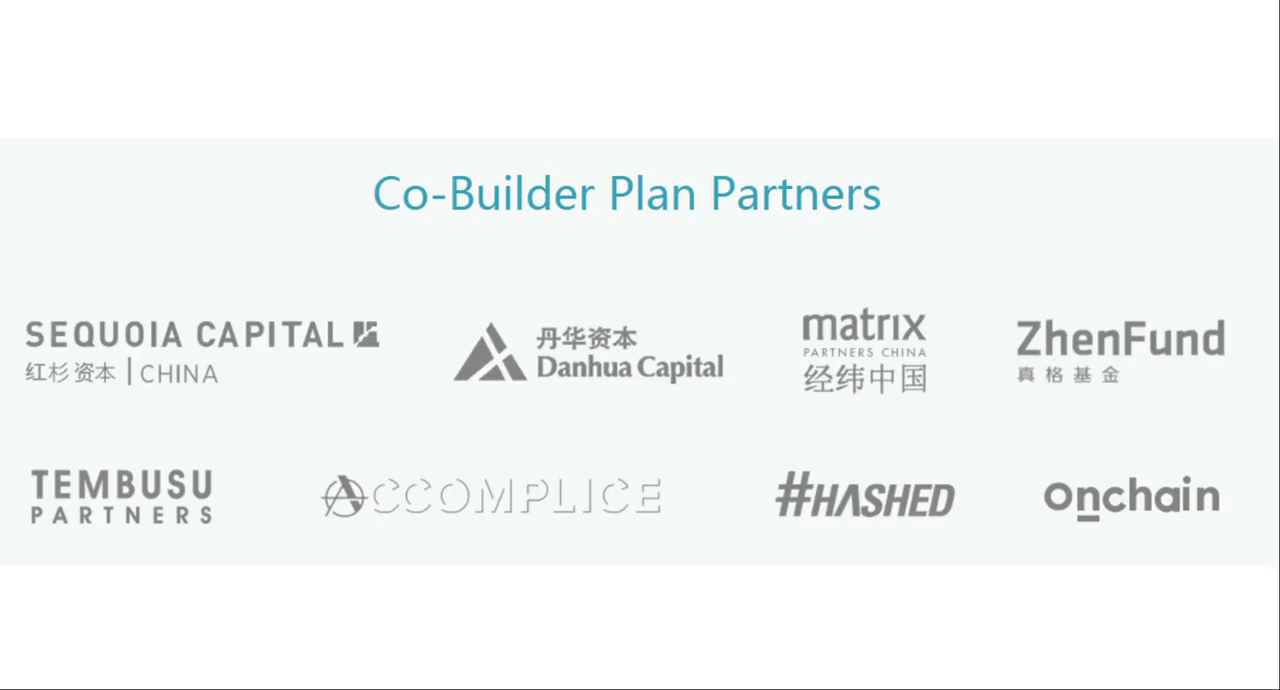 Co-Builder Plan Partners
SEQUOIA CAPITAL
红杉资本 | CHINA
丹华资本
Danhua Capital
matrix
PARTNERS CHINA
经纬中国
ZhenFund
真格基金
TEMBUSU
PARTNERS
ACCOMPLICE
#HASHED
onchain